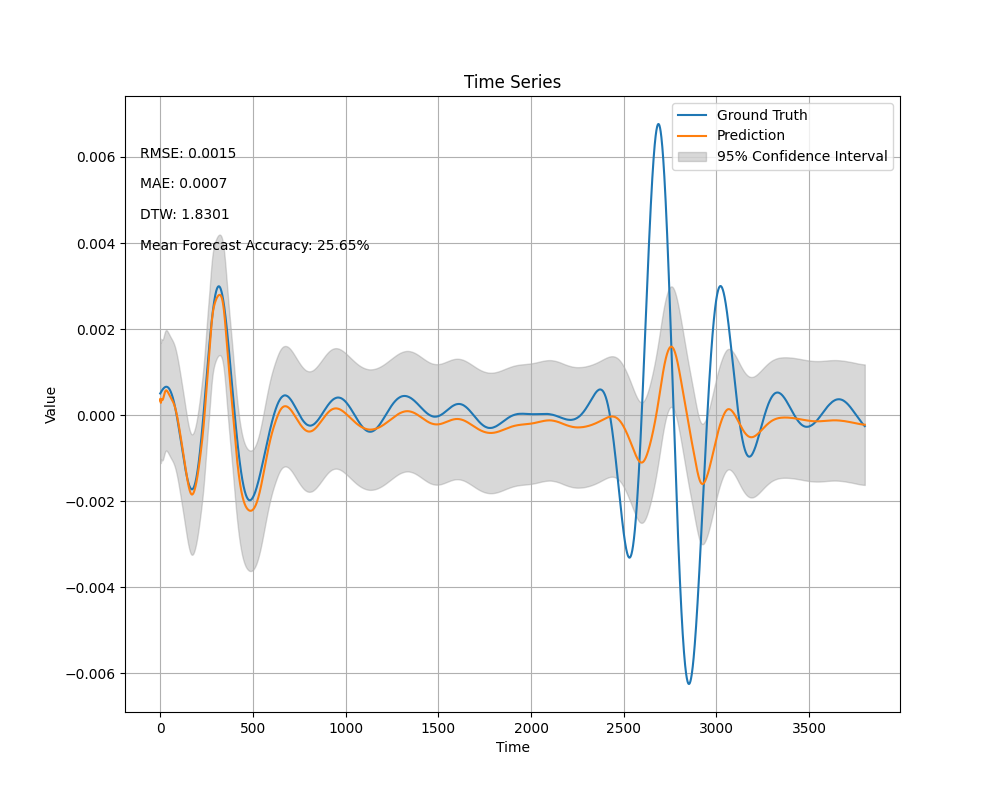 Time Series
Ground Truth
Prediction
95% Confidence Interval
RMSE: 0.0015
MAE: 0.0007
DTW: 1.8301
Mean Forecast Accuracy: 25.65%
Value
0.006
0.004
0.002
0.000
−0.002
−0.004
−0.006
0 500 1000 1500 2000 2500 3000 3500
Time